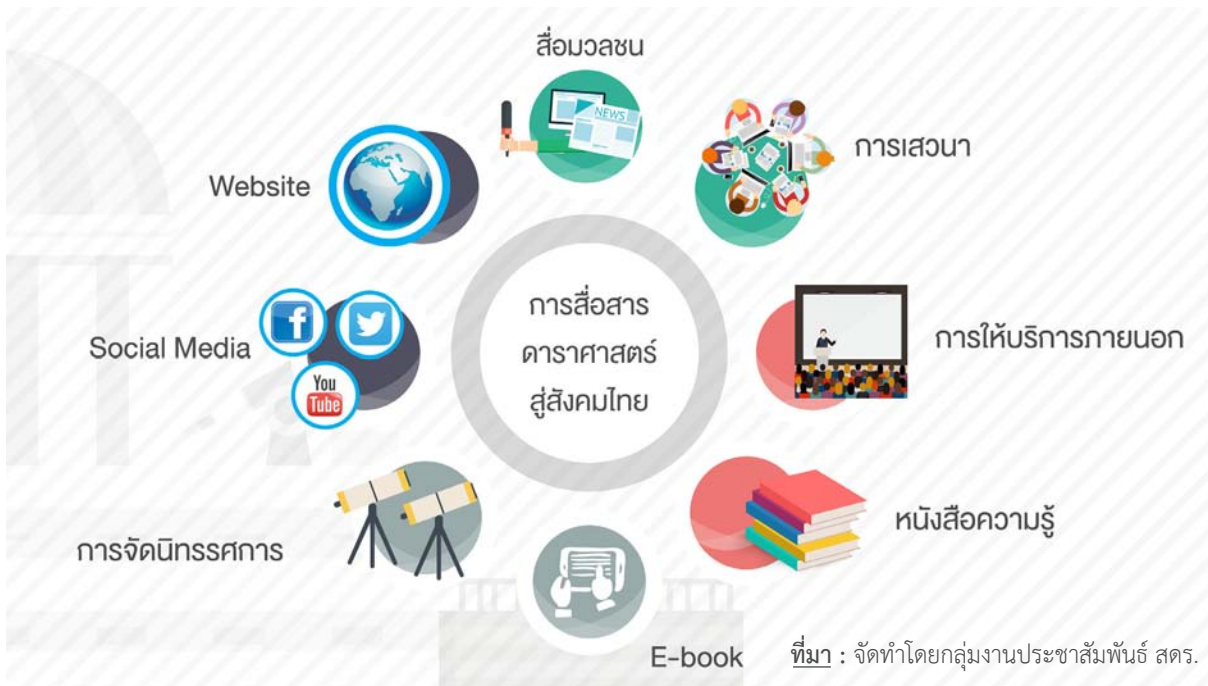 สื่อมวลชน
NEWS
การเสวนา
Website
การสื่อสาร
ดาราศาสตร์
สู่สังคมไทย
การให้บริการภายนอก
Social Media
You
Tube
หนังสือความรู้
การจัดนิทรรศการ
E-book
ที่มา : จัดทำโดยกลุ่มงานประชาสัมพันธ์ สดร.